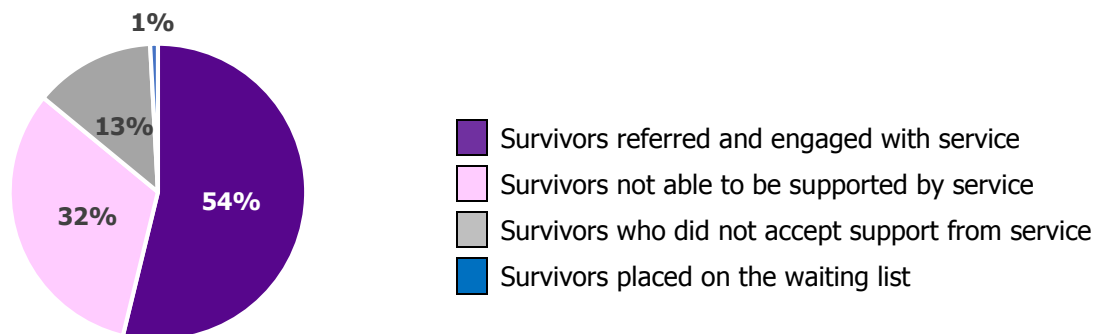 1%
13%
54%
32%
Survivors referred and engaged with service
Survivors not able to be supported by service
Survivors who did not accept support from service
Survivors placed on the waiting list